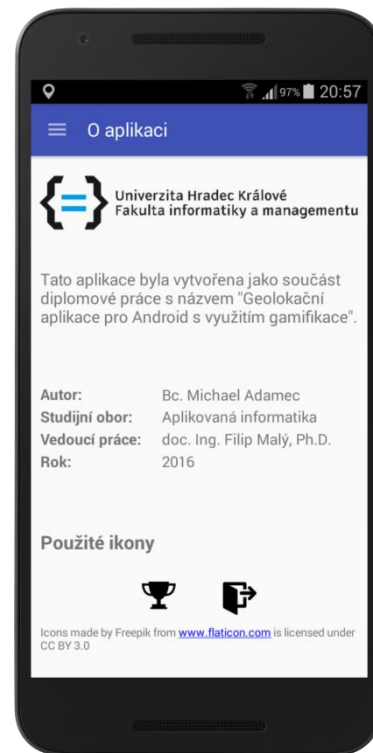 97% 20:57
O aplikaci
{=} Univerzita Hradec Králové
Fakulta informatiky a managementu
Tato aplikace byla vytvořena jako součást
diplomové práce s názvem "Geolokační
aplikace pro Android s využitím gamifikace".
Autor: Bc. Michael Adamec
Studijní obor: Aplikovaná informatika
Vedoucí práce: doc. Ing. Filip Malý, Ph.D.
Rok: 2016
Použité ikony
Icons made by Freepik from www.flaticon.com is licensed under
CC BY 3.0